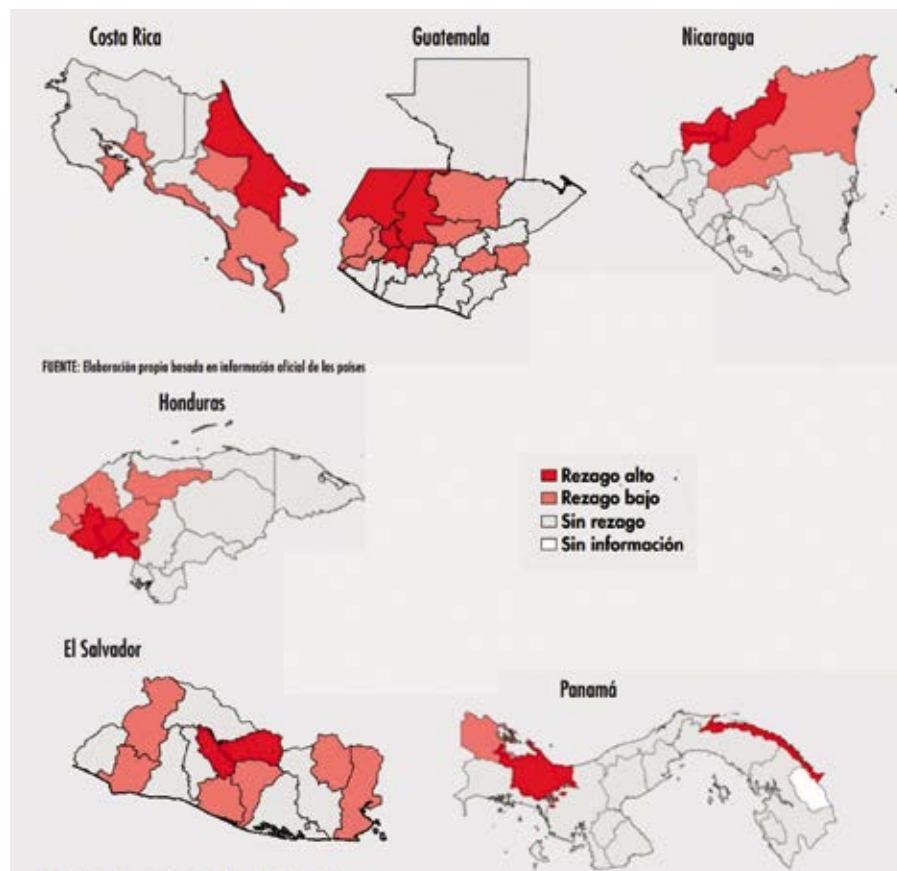 Costa Rica
Guatemala
Nicaragua
FUENTE: Elaboración propia basada en información oficial de los países
Honduras
Rezago alto
Rezago bajo
Sin rezago
Sin información
El Salvador
Panamá